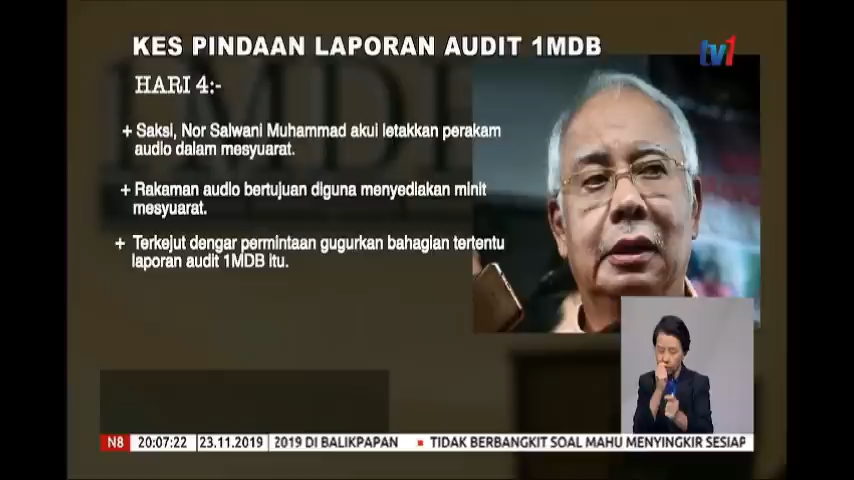 KES PINDAAN LAPORAN AUDIT 1MDB
tv1
HARI 4:-
+ Saksi, Nor Salwani Muhammad akui letakkan perakam
audio dalam mesyuarat.
+ Rakaman audio bertujuan diguna menyediakan minit
mesyuarat.
+ Terkejut dengar permintaan gugurkan bahagian tertentu
laporan audit 1MDB itu.
N8 20:07:22 23.11.2019 2019 DI BALIKPAPAN ▪ TIDAK BERBANGKIT SOAL MAHU MENYINGKIR SESIAP